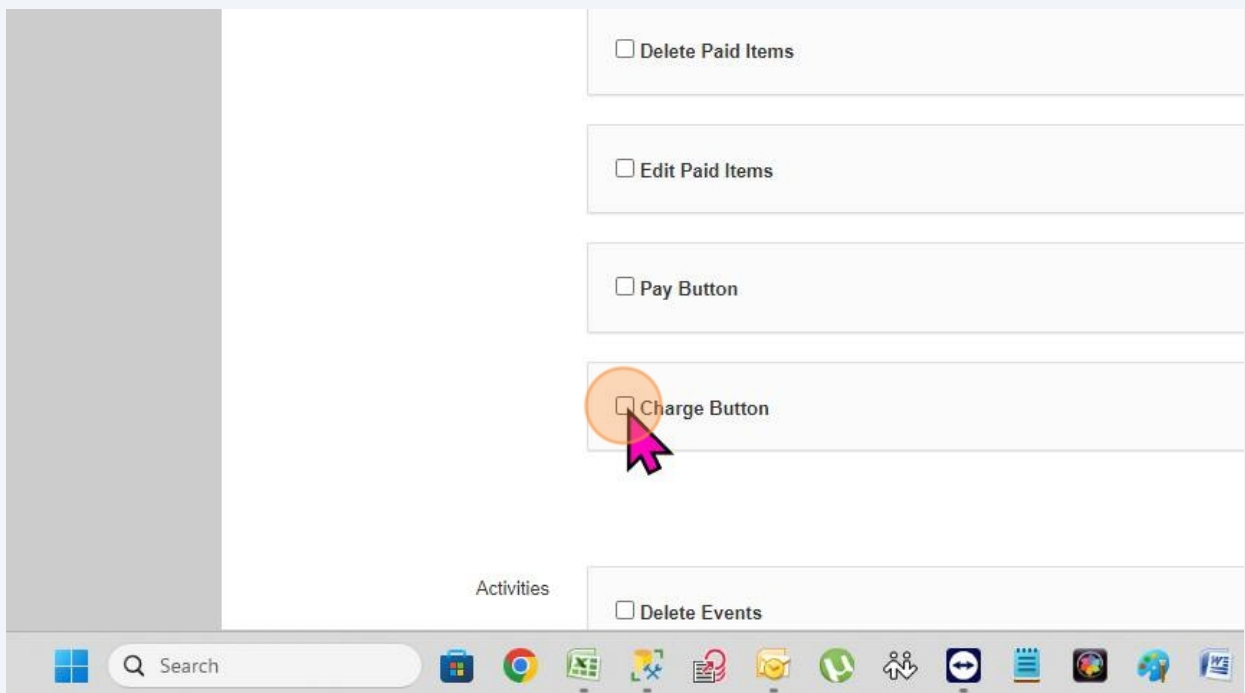 Delete Paid Items
Edit Paid Items
Pay Button
Charge Button
Activities
Delete Events
Search